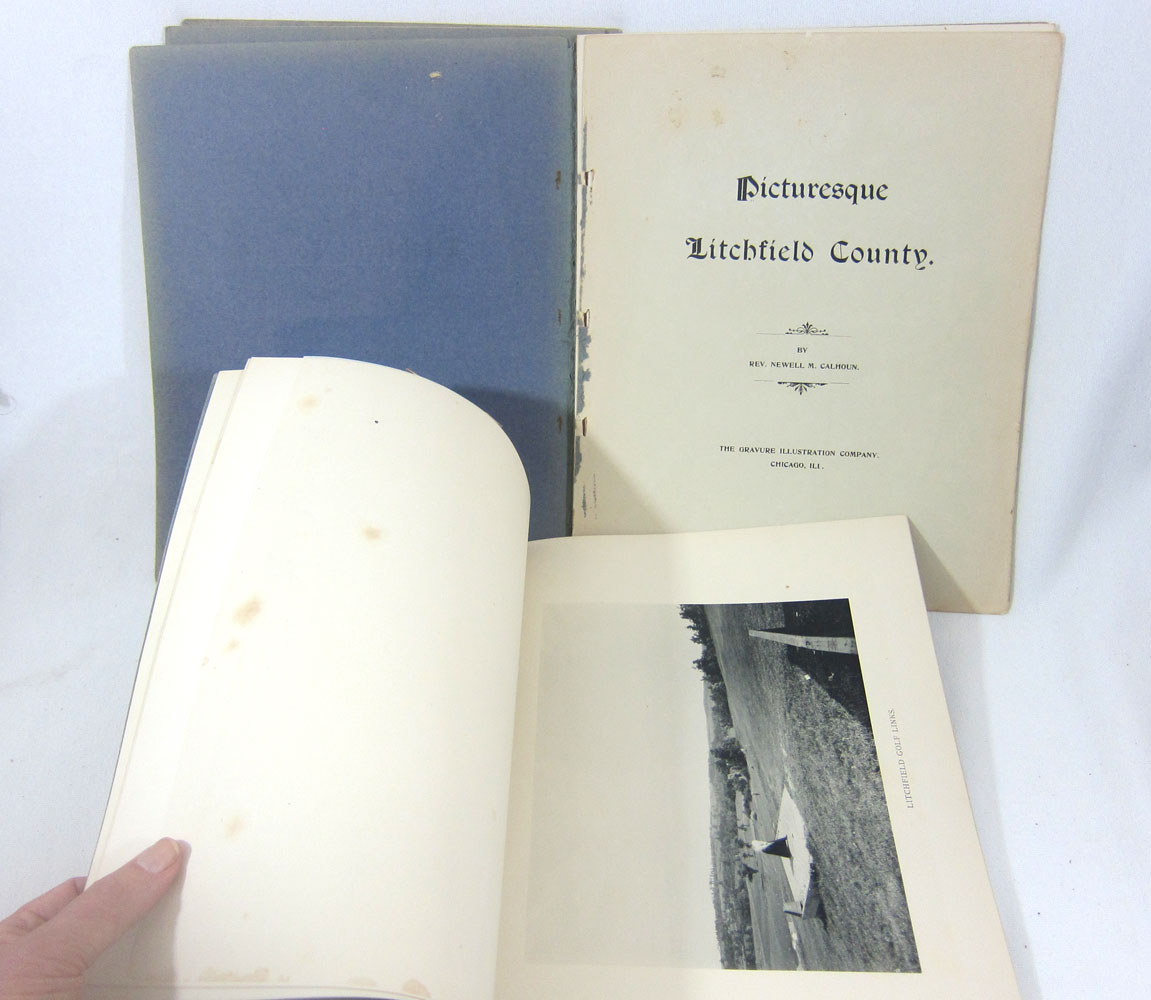 Picturesque
Litchfield County.
BY
REV. NEWELL M. CALHOUN.
THE GRAVURE ILLUSTRATION COMPANY.
CHICAGO, ILL.
LITCHFIELD GOLF LINKS.